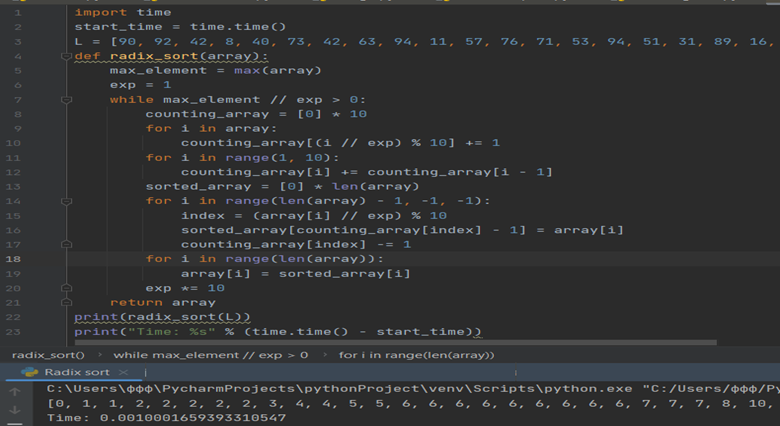 1 import time
2 start_time = time.time()
3 L = [90, 92, 42, 8, 40, 73, 42, 63, 94, 11, 57, 76, 71, 53, 94, 51, 31, 89, 16,
4 def radix_sort(array):
5 max_element = max(array)
6 exp = 1
7 while max_element // exp > 0:
8 counting_array = [0] * 10
9 for i in array:
10 counting_array[(i // exp) % 10] += 1
11 for i in range(1, 10):
12 counting_array[i] += counting_array[i - 1]
13 sorted_array = [0] * len(array)
14 for i in range(len(array) - 1, -1, -1):
15 index = (array[i] // exp) % 10
16 sorted_array[counting_array[index] - 1] = array[i]
17 counting_array[index] -= 1
18 for i in range(len(array)):
19 array[i] = sorted_array[i]
20 exp *= 10
21 return array
22 print(radix_sort(L))
23 print("Time: %s" % (time.time() - start_time))
radix_sort() › while max_element // exp > 0 › for i in range(len(array))
Radix sort ×
C:\Users\ффф\PycharmProjects\pythonProject\venv\Scripts\python.exe "C:/Users/ффф/Py
[0, 1, 1, 2, 2, 2, 2, 2, 3, 4, 4, 5, 5, 6, 6, 6, 6, 6, 6, 6, 6, 7, 7, 7, 8, 10,
Time: 0.0010001659393310547